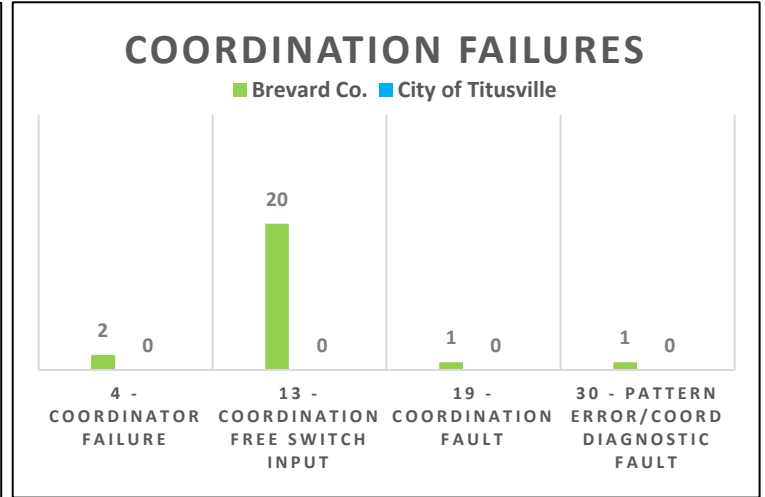 COORDINATION FAILURES
Brevard Co. City of Titusville
2
0
20
0
1
0
1
0
4 -
COORDINATOR
FAILURE
13 -
COORDINATION
FREE SWITCH
INPUT
19 -
COORDINATION
FAULT
30 - PATTERN
ERROR/COORD
DIAGNOSTIC
FAULT